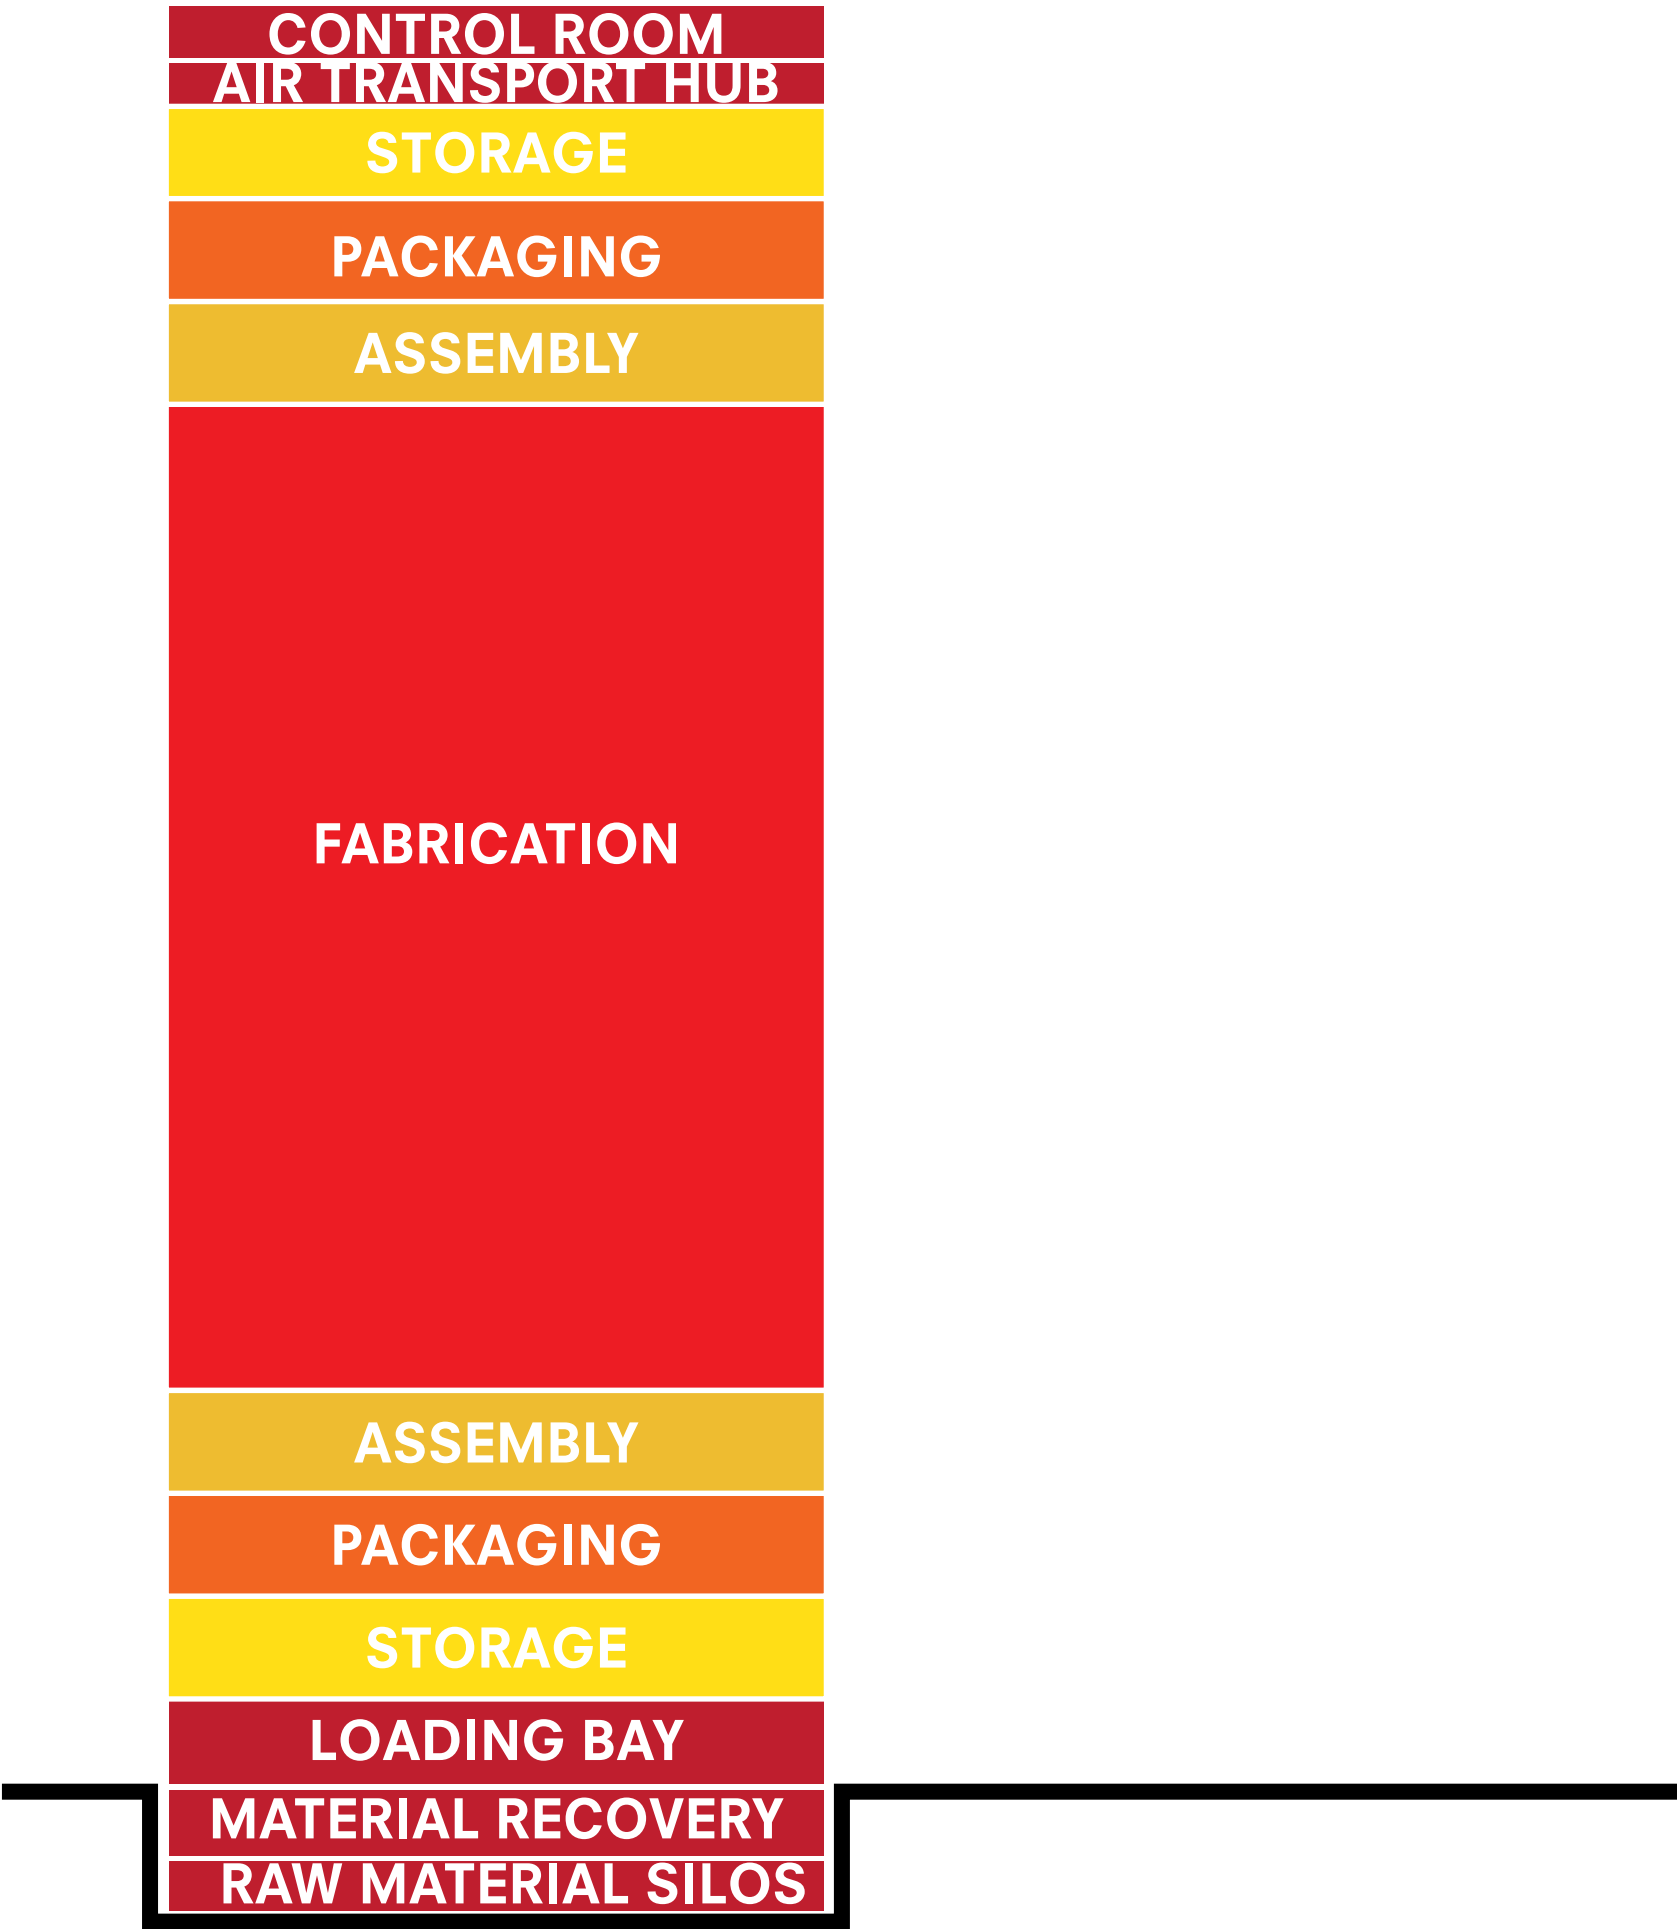 CONTROL ROOM
AIR TRANSPORT HUB
STORAGE
PACKAGING
ASSEMBLY
FABRICATION
ASSEMBLY
PACKAGING
STORAGE
LOADING BAY
MATERIAL RECOVERY
RAW MATERIAL SILOS